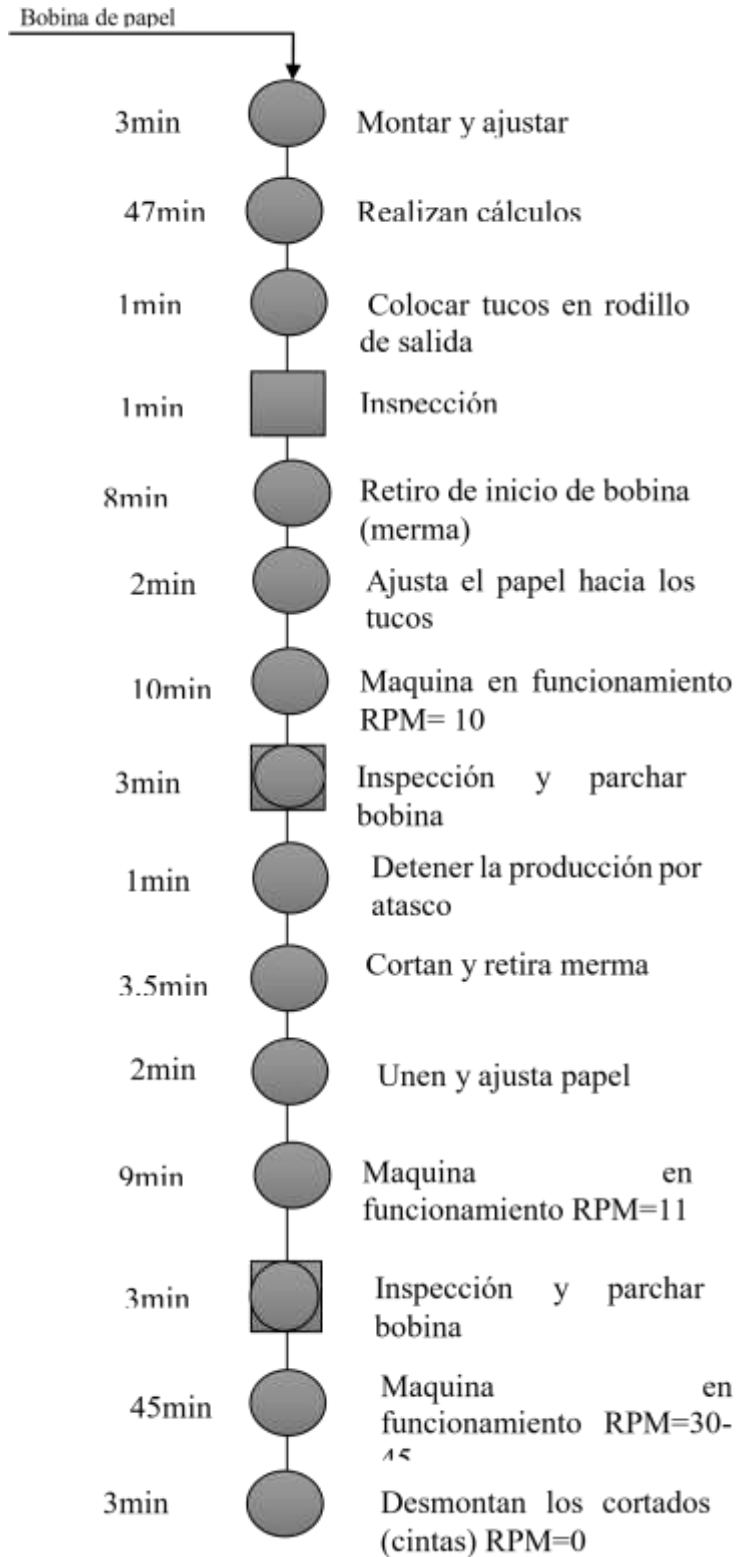 Bobina de papel
3min
Montar y ajustar
47min
Realizan cálculos
1min
Colocar tucos en rodillo
de salida
1min
Inspección
8min
Retiro de inicio de bobina
(merma)
2min
Ajusta el papel hacia los
tucos
10min
Maquina en funcionamiento
RPM= 10
3min
Inspección y parchar
bobina
1min
Detener la producción por
atasco
3.5min
Cortan y retira merma
2min
Unen y ajusta papel
9min
Maquina en
funcionamiento RPM=11
3min
Inspección y parchar
bobina
45min
Maquina en
funcionamiento RPM=30-
45
3min
Desmontan los cortados
(cintas) RPM=0